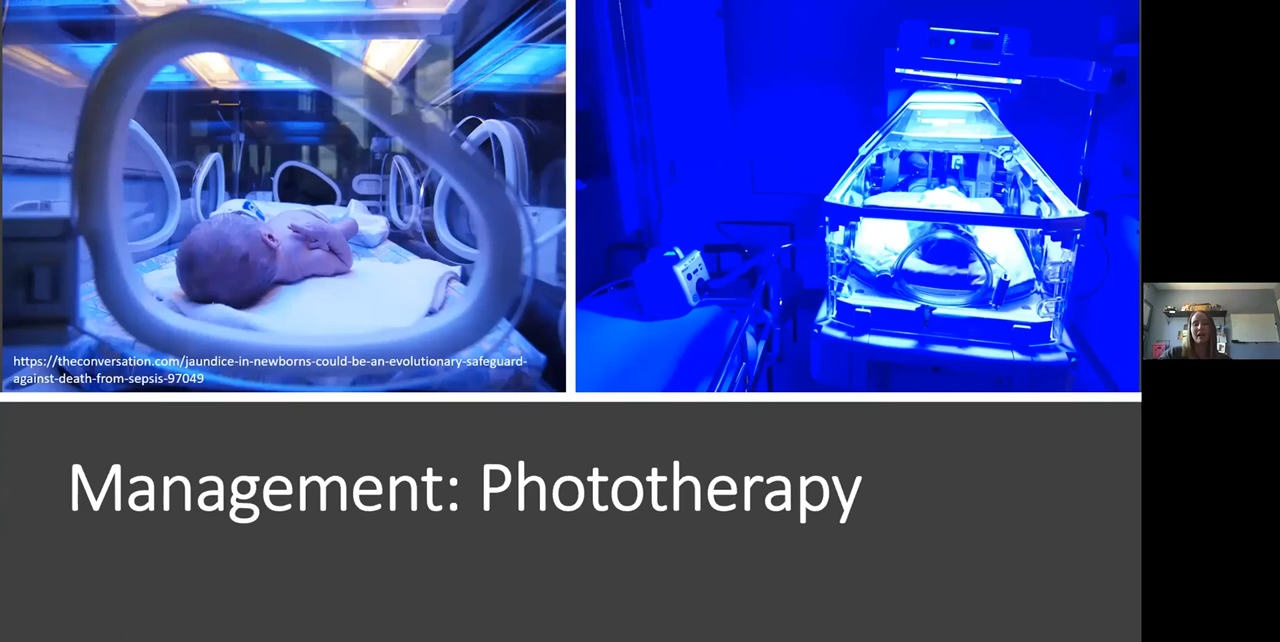 https://theconversation.com/jaundice-in-newborns-could-be-an-evolutionary-safeguard-
against-death-from-sepsis-97049
Management: Phototherapy